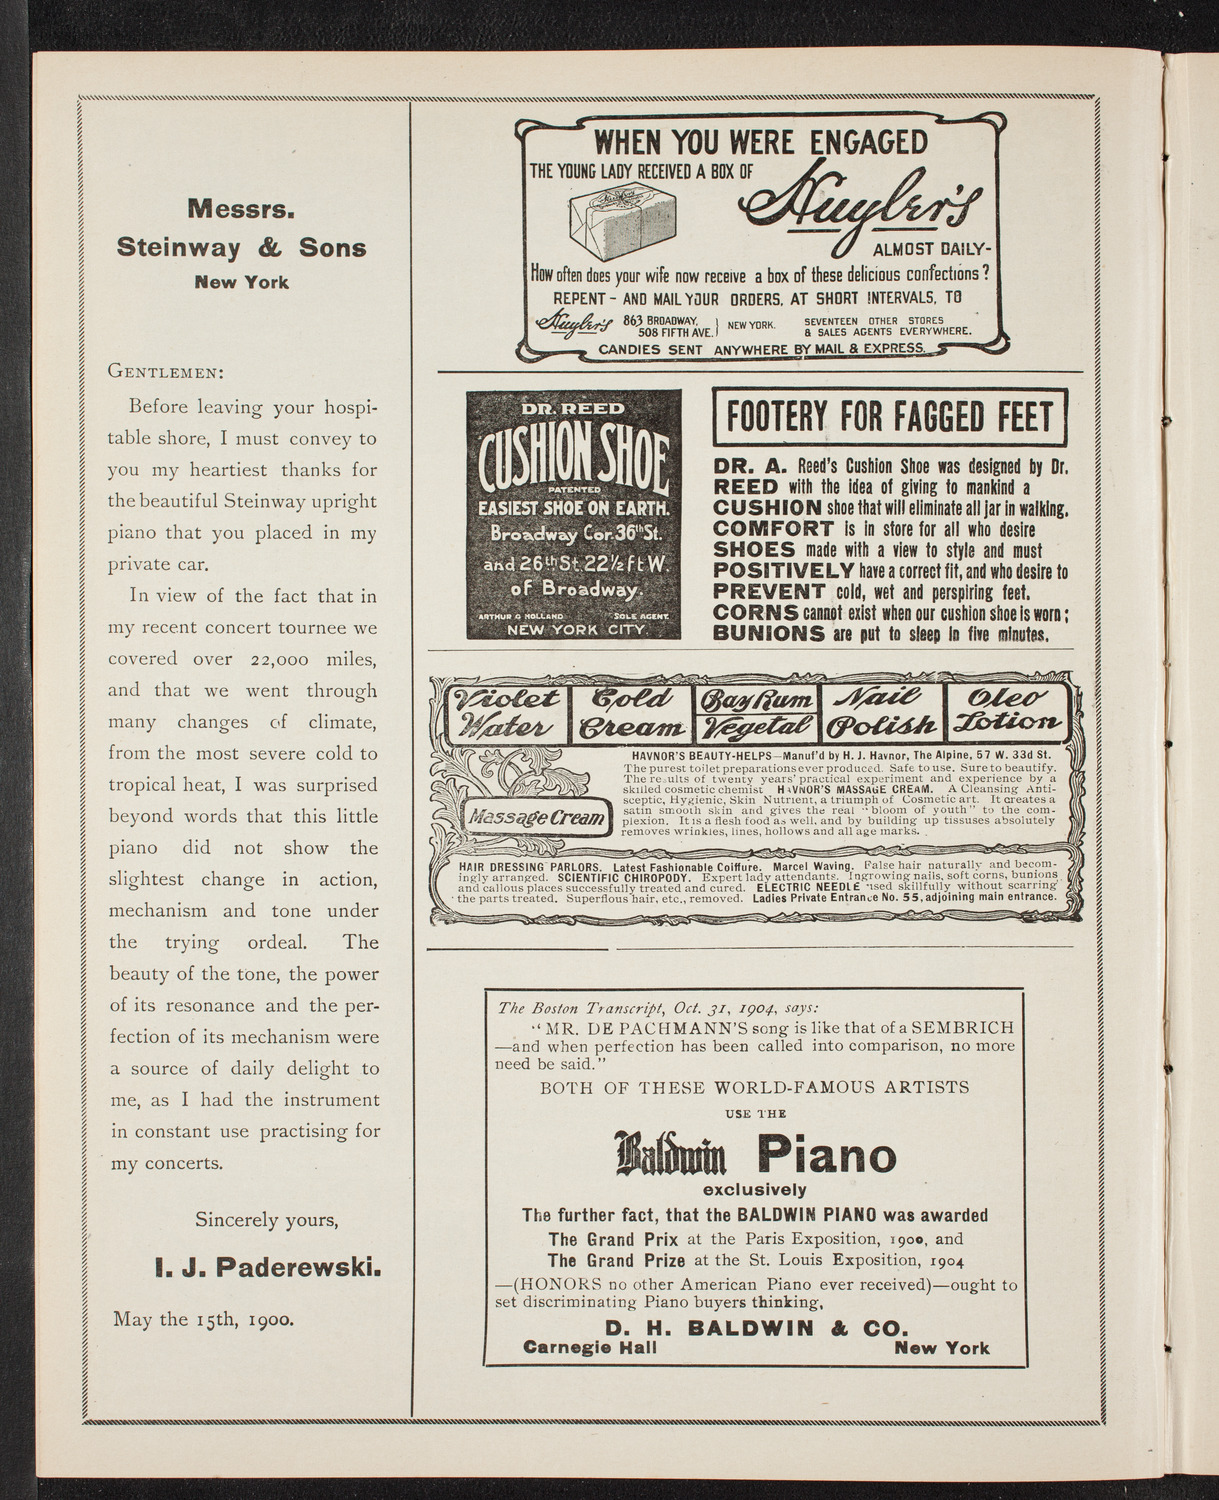 Messrs.
Steinway & Sons
New York
GENTLEMEN:
Before leaving your hospi-
table shore, I must convey to
you my heartiest thanks for
the beautiful Steinway upright
piano that you placed in my
private car.
In view of the fact that in
my recent concert tournee we
covered over 22,000 miles,
and that we went through
many changes of climate,
from the most severe cold to
tropical heat, I was surprised
beyond words that this little
piano did not show the
slightest change in action,
mechanism and tone under
the trying ordeal. The
beauty of the tone, the power
of its resonance and the per-
fection of its mechanism were
a source of daily delight to
me, as I had the instrument
in constant use practising for
my concerts.
Sincerely yours,
I. J. Paderewski.
May the 15th, 1900.
WHEN YOU WERE ENGAGED
THE YOUNG LADY RECEIVED A BOX OF
Huyler's
ALMOST DAILY-
How often does your wife now receive a box of these delicious confections?
REPENT - AND MAIL YOUR ORDERS, AT SHORT INTERVALS, TO
Huyler's 863 BROADWAY, 508 FIFTH AVE. } NEW YORK. SEVENTEEN OTHER STORES & SALES AGENTS EVERYWHERE.
CANDIES SENT ANYWHERE BY MAIL & EXPRESS.
DR. REED
CUSHION SHOE
PATENTED
EASIEST SHOE ON EARTH.
Broadway Cor. 36th St.
and 26th St. 22½ ft W.
of Broadway.
ARTHUR G HOLLAND SOLE AGENT.
NEW YORK CITY.
FOOTERY FOR FAGGED FEET
DR. A. Reed's Cushion Shoe was designed by Dr.
REED with the idea of giving to mankind a
CUSHION shoe that will eliminate all jar in walking.
COMFORT is in store for all who desire
SHOES made with a view to style and must
POSITIVELY have a correct fit, and who desire to
PREVENT cold, wet and perspiring feet.
CORNS cannot exist when our cushion shoe is worn;
BUNIONS are put to sleep in five minutes.
Violet Water
Cold Cream
Bay Rum
Vegetal
Nail Polish
Oleo Lotion
Massage Cream
HAVNOR'S BEAUTY-HELPS—Manuf'd by H. J. Havnor, The Alpine, 57 W. 33d St.
The purest toilet preparations ever produced. Safe to use. Sure to beautify.
The results of twenty years' practical experiment and experience by a
skilled cosmetic chemist HAVNOR'S MASSAGE CREAM. A Cleansing Anti-
sceptic, Hygienic, Skin Nutrient, a triumph of Cosmetic art. It creates a
satin smooth skin and gives the real "bloom of youth" to the com-
plexion. It is a flesh food as well, and by building up tissuses absolutely
removes wrinkles, lines, hollows and all age marks.
HAIR DRESSING PARLORS. Latest Fashionable Coiffure. Marcel Waving. False hair naturally and becom-
ingly arranged. SCIENTIFIC CHIROPODY. Expert lady attendants. Ingrowing nails, soft corns, bunions
and callous places successfully treated and cured. ELECTRIC NEEDLE used skillfully without scarring
the parts treated. Superflous hair, etc., removed. Ladies Private Entrance No. 55, adjoining main entrance.
The Boston Transcript, Oct. 31, 1904, says:
"MR. DE PACHMANN'S song is like that of a SEMBRICH
—and when perfection has been called into comparison, no more
need be said."
BOTH OF THESE WORLD-FAMOUS ARTISTS
USE THE
Baldwin Piano
exclusively
The further fact, that the BALDWIN PIANO was awarded
The Grand Prix at the Paris Exposition, 1900, and
The Grand Prize at the St. Louis Exposition, 1904
—(HONORS no other American Piano ever received)—ought to
set discriminating Piano buyers thinking,
D. H. BALDWIN & CO.
Carnegie Hall New York